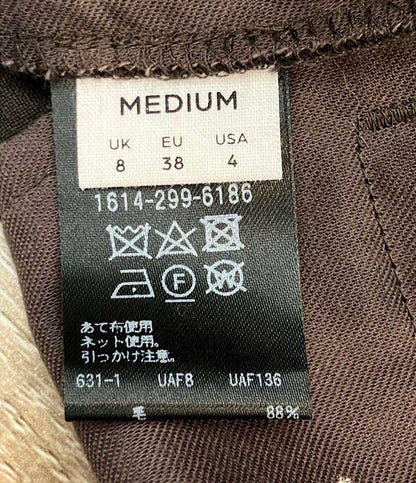 MEDIUM
UK EU USA
8 38 4
1614-299-6186
F W
あて布使用
ネット使用。
引っかけ注意。
631-1 UAF8 UAF136
毛 88%